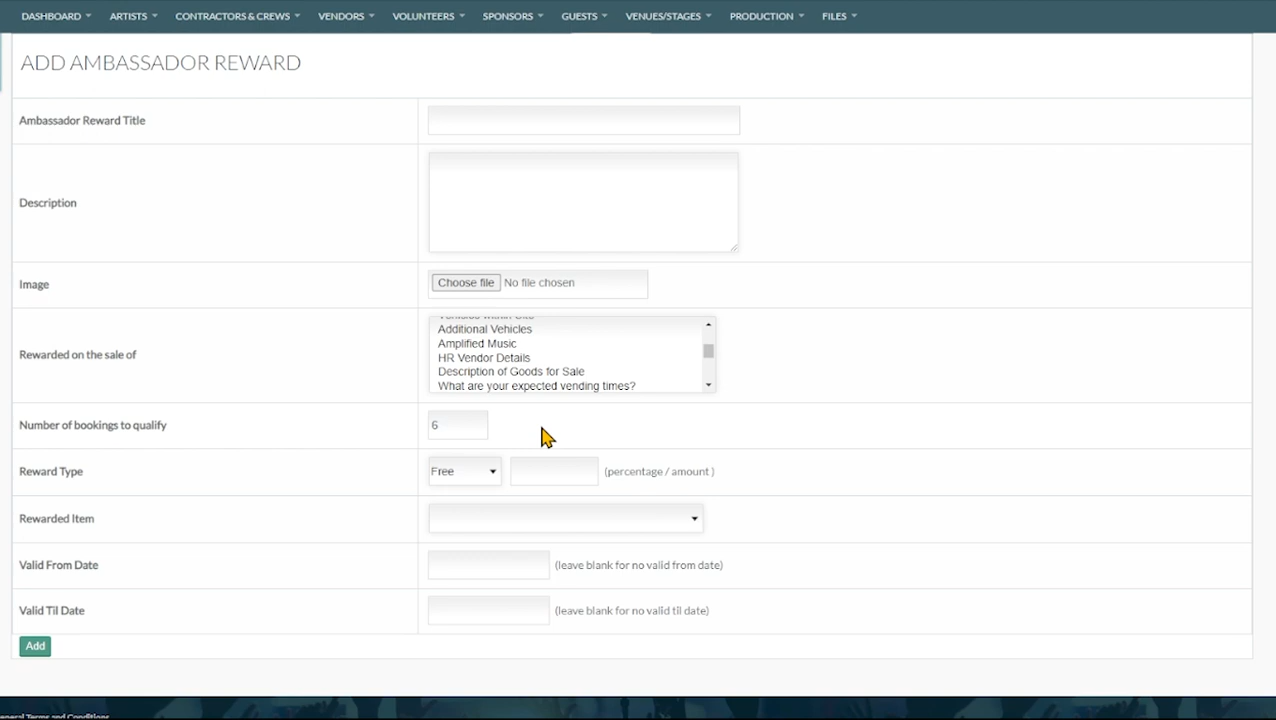 DASHBOARD ARTISTS CONTRACTORS & CREWS VENDORS VOLUNTEERS SPONSORS GUESTS VENUES/STAGES PRODUCTION FILES
ADD AMBASSADOR REWARD
Ambassador Reward Title
Description
Image Choose file No file chosen
Additional Vehicles
Amplified Music
Rewarded on the sale of HR Vendor Details
Description of Goods for Sale
What are your expected vending times?
Number of bookings to qualify 6
Reward Type Free (percentage / amount )
Rewarded Item
Valid From Date (leave blank for no valid from date)
Valid Til Date (leave blank for no valid til date)
Add
General Terms and Conditions